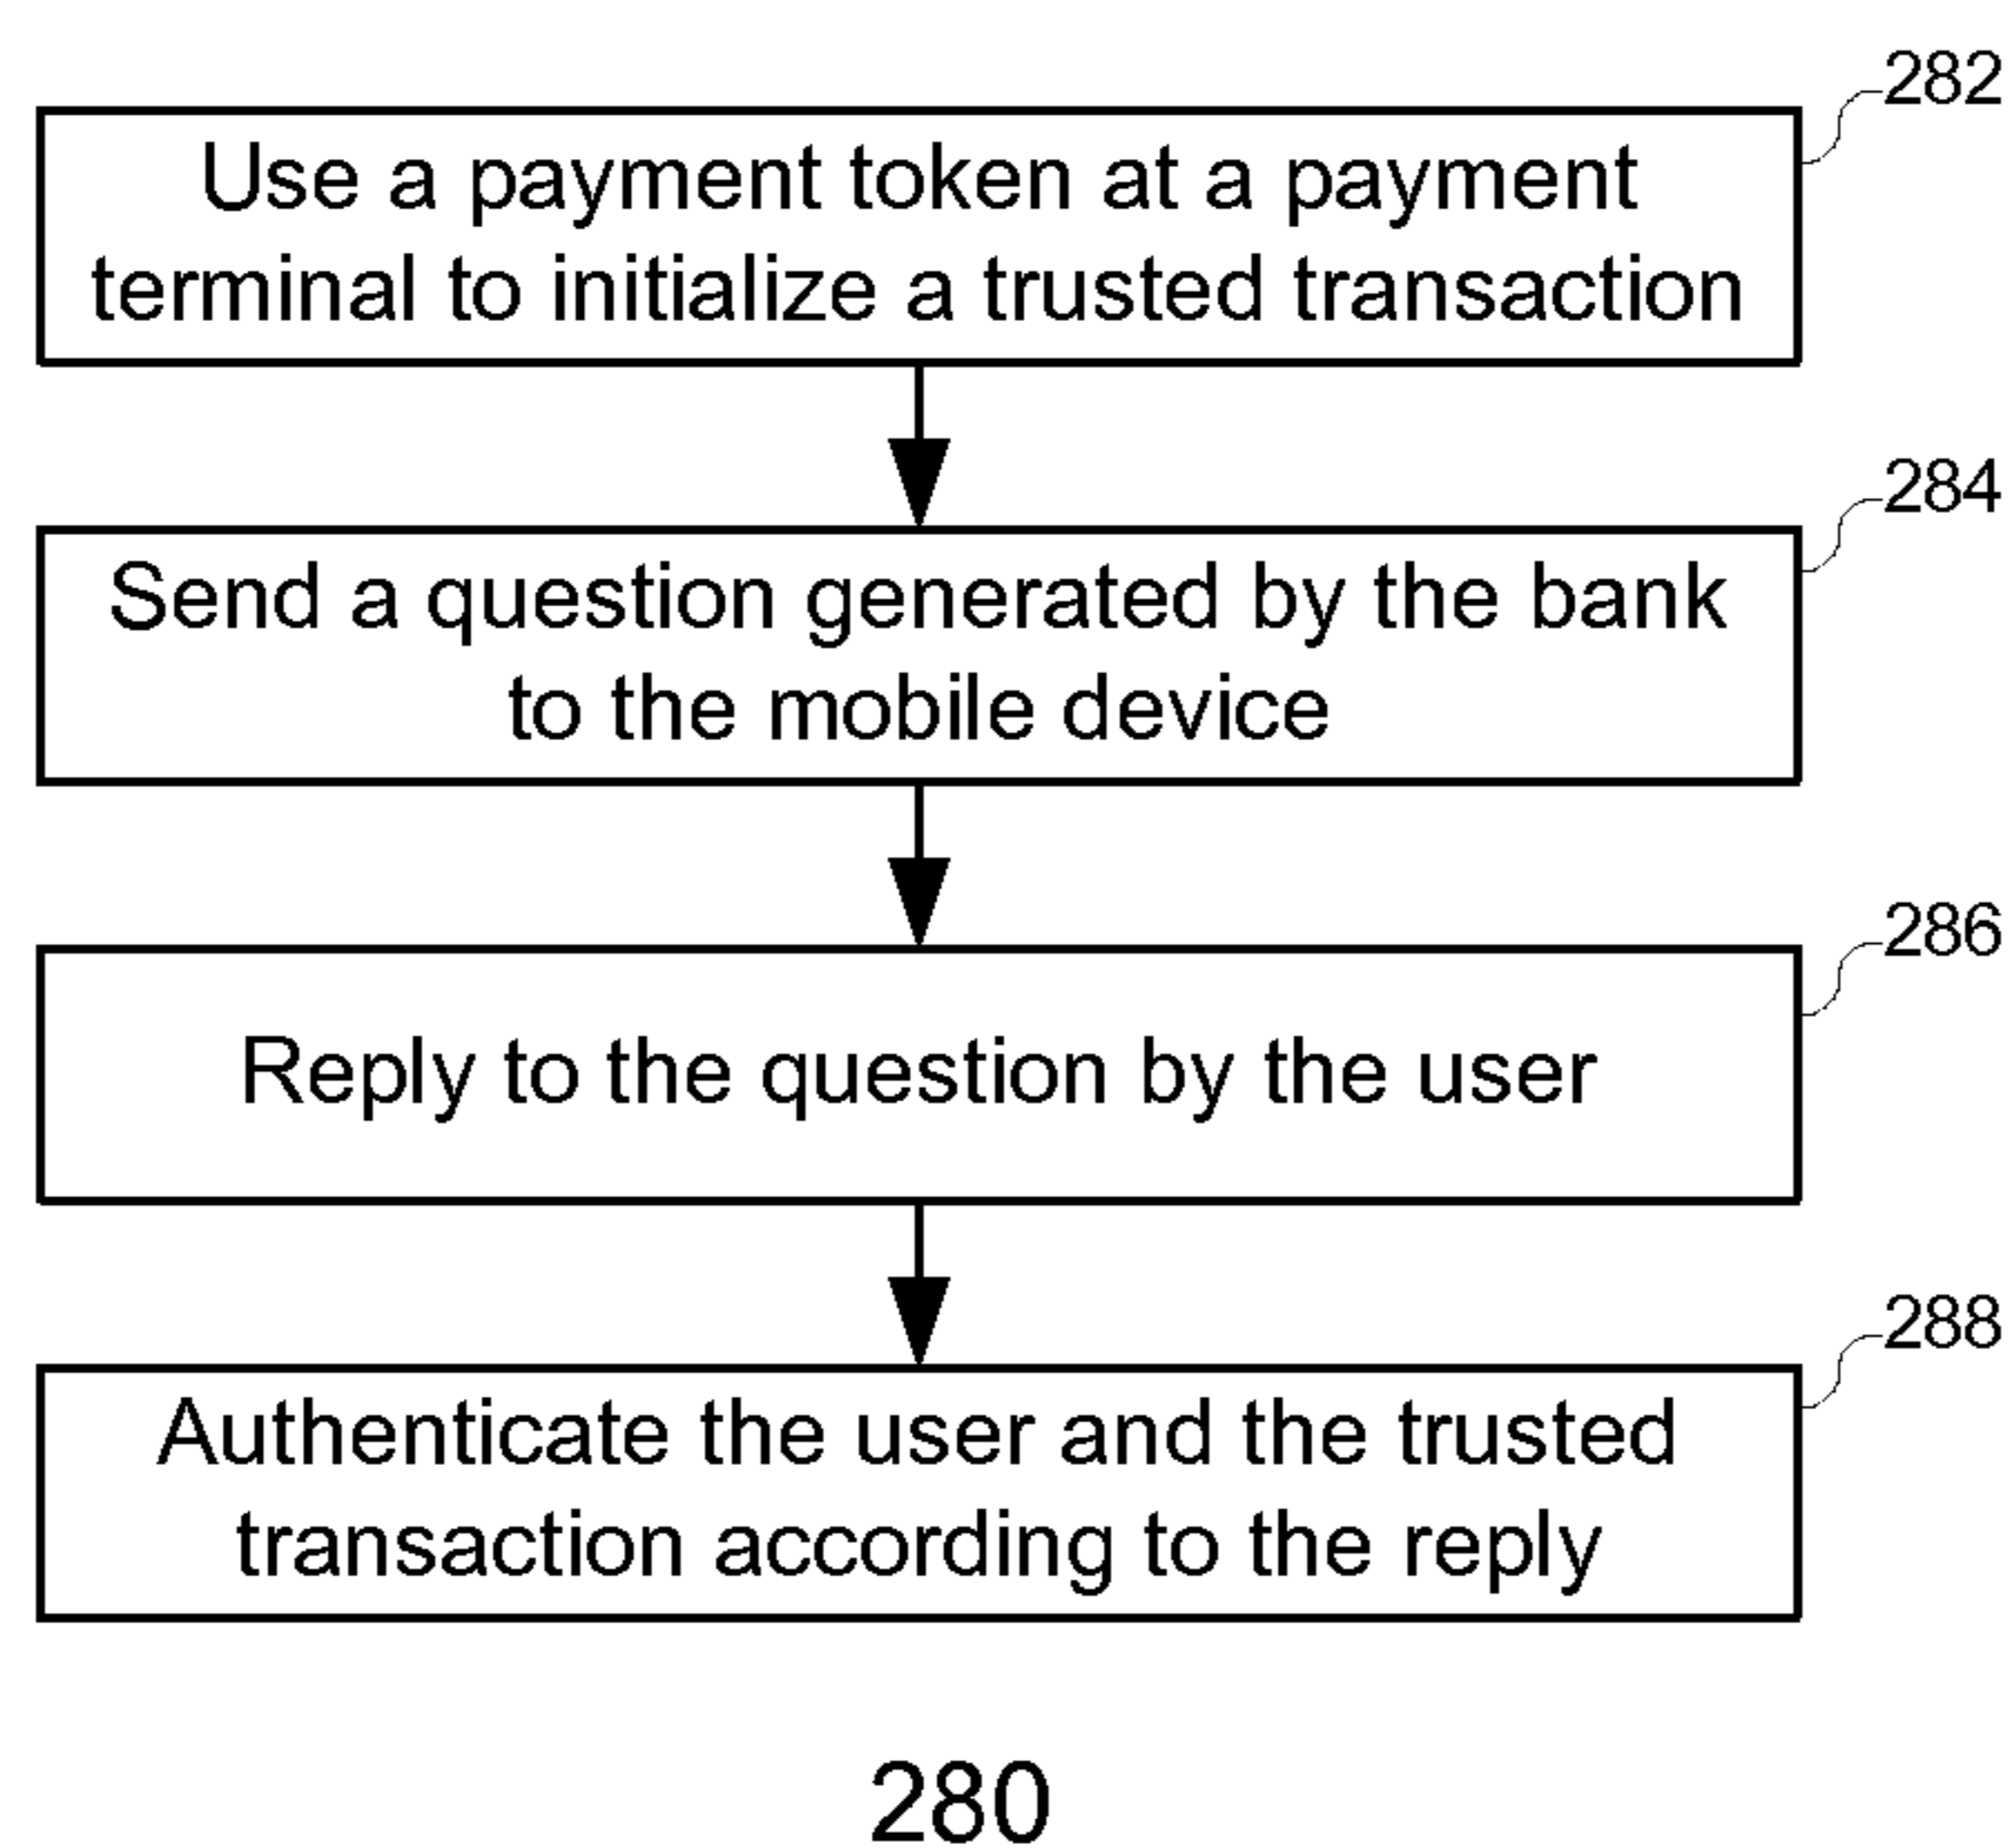 282
Use a payment token at a payment
terminal to initialize a trusted transaction
284
Send a question generated by the bank
to the mobile device
286
Reply to the question by the user
288
Authenticate the user and the trusted
transaction according to the reply
280